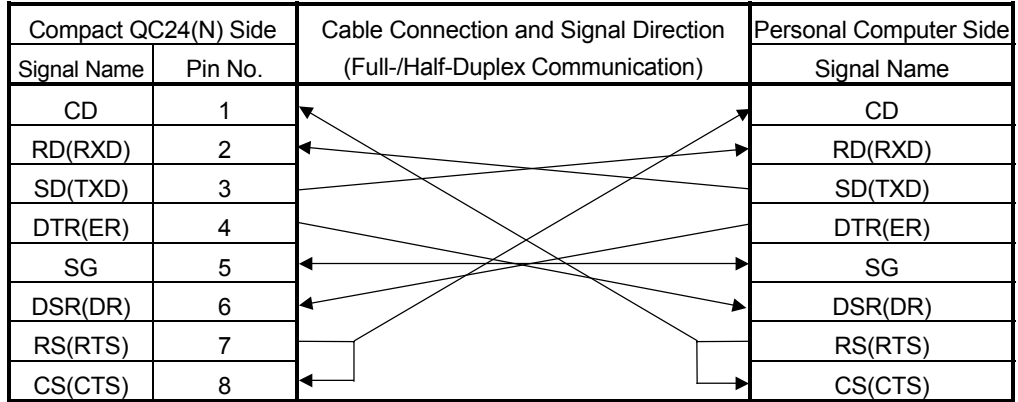 Compact QC24(N) Side Cable Connection and Signal Direction Personal Computer Side
Signal Name Pin No. (Full-/Half-Duplex Communication) Signal Name
CD 1 CD
RD(RXD) 2 RD(RXD)
SD(TXD) 3 SD(TXD)
DTR(ER) 4 DTR(ER)
SG 5 SG
DSR(DR) 6 DSR(DR)
RS(RTS) 7 RS(RTS)
CS(CTS) 8 CS(CTS)